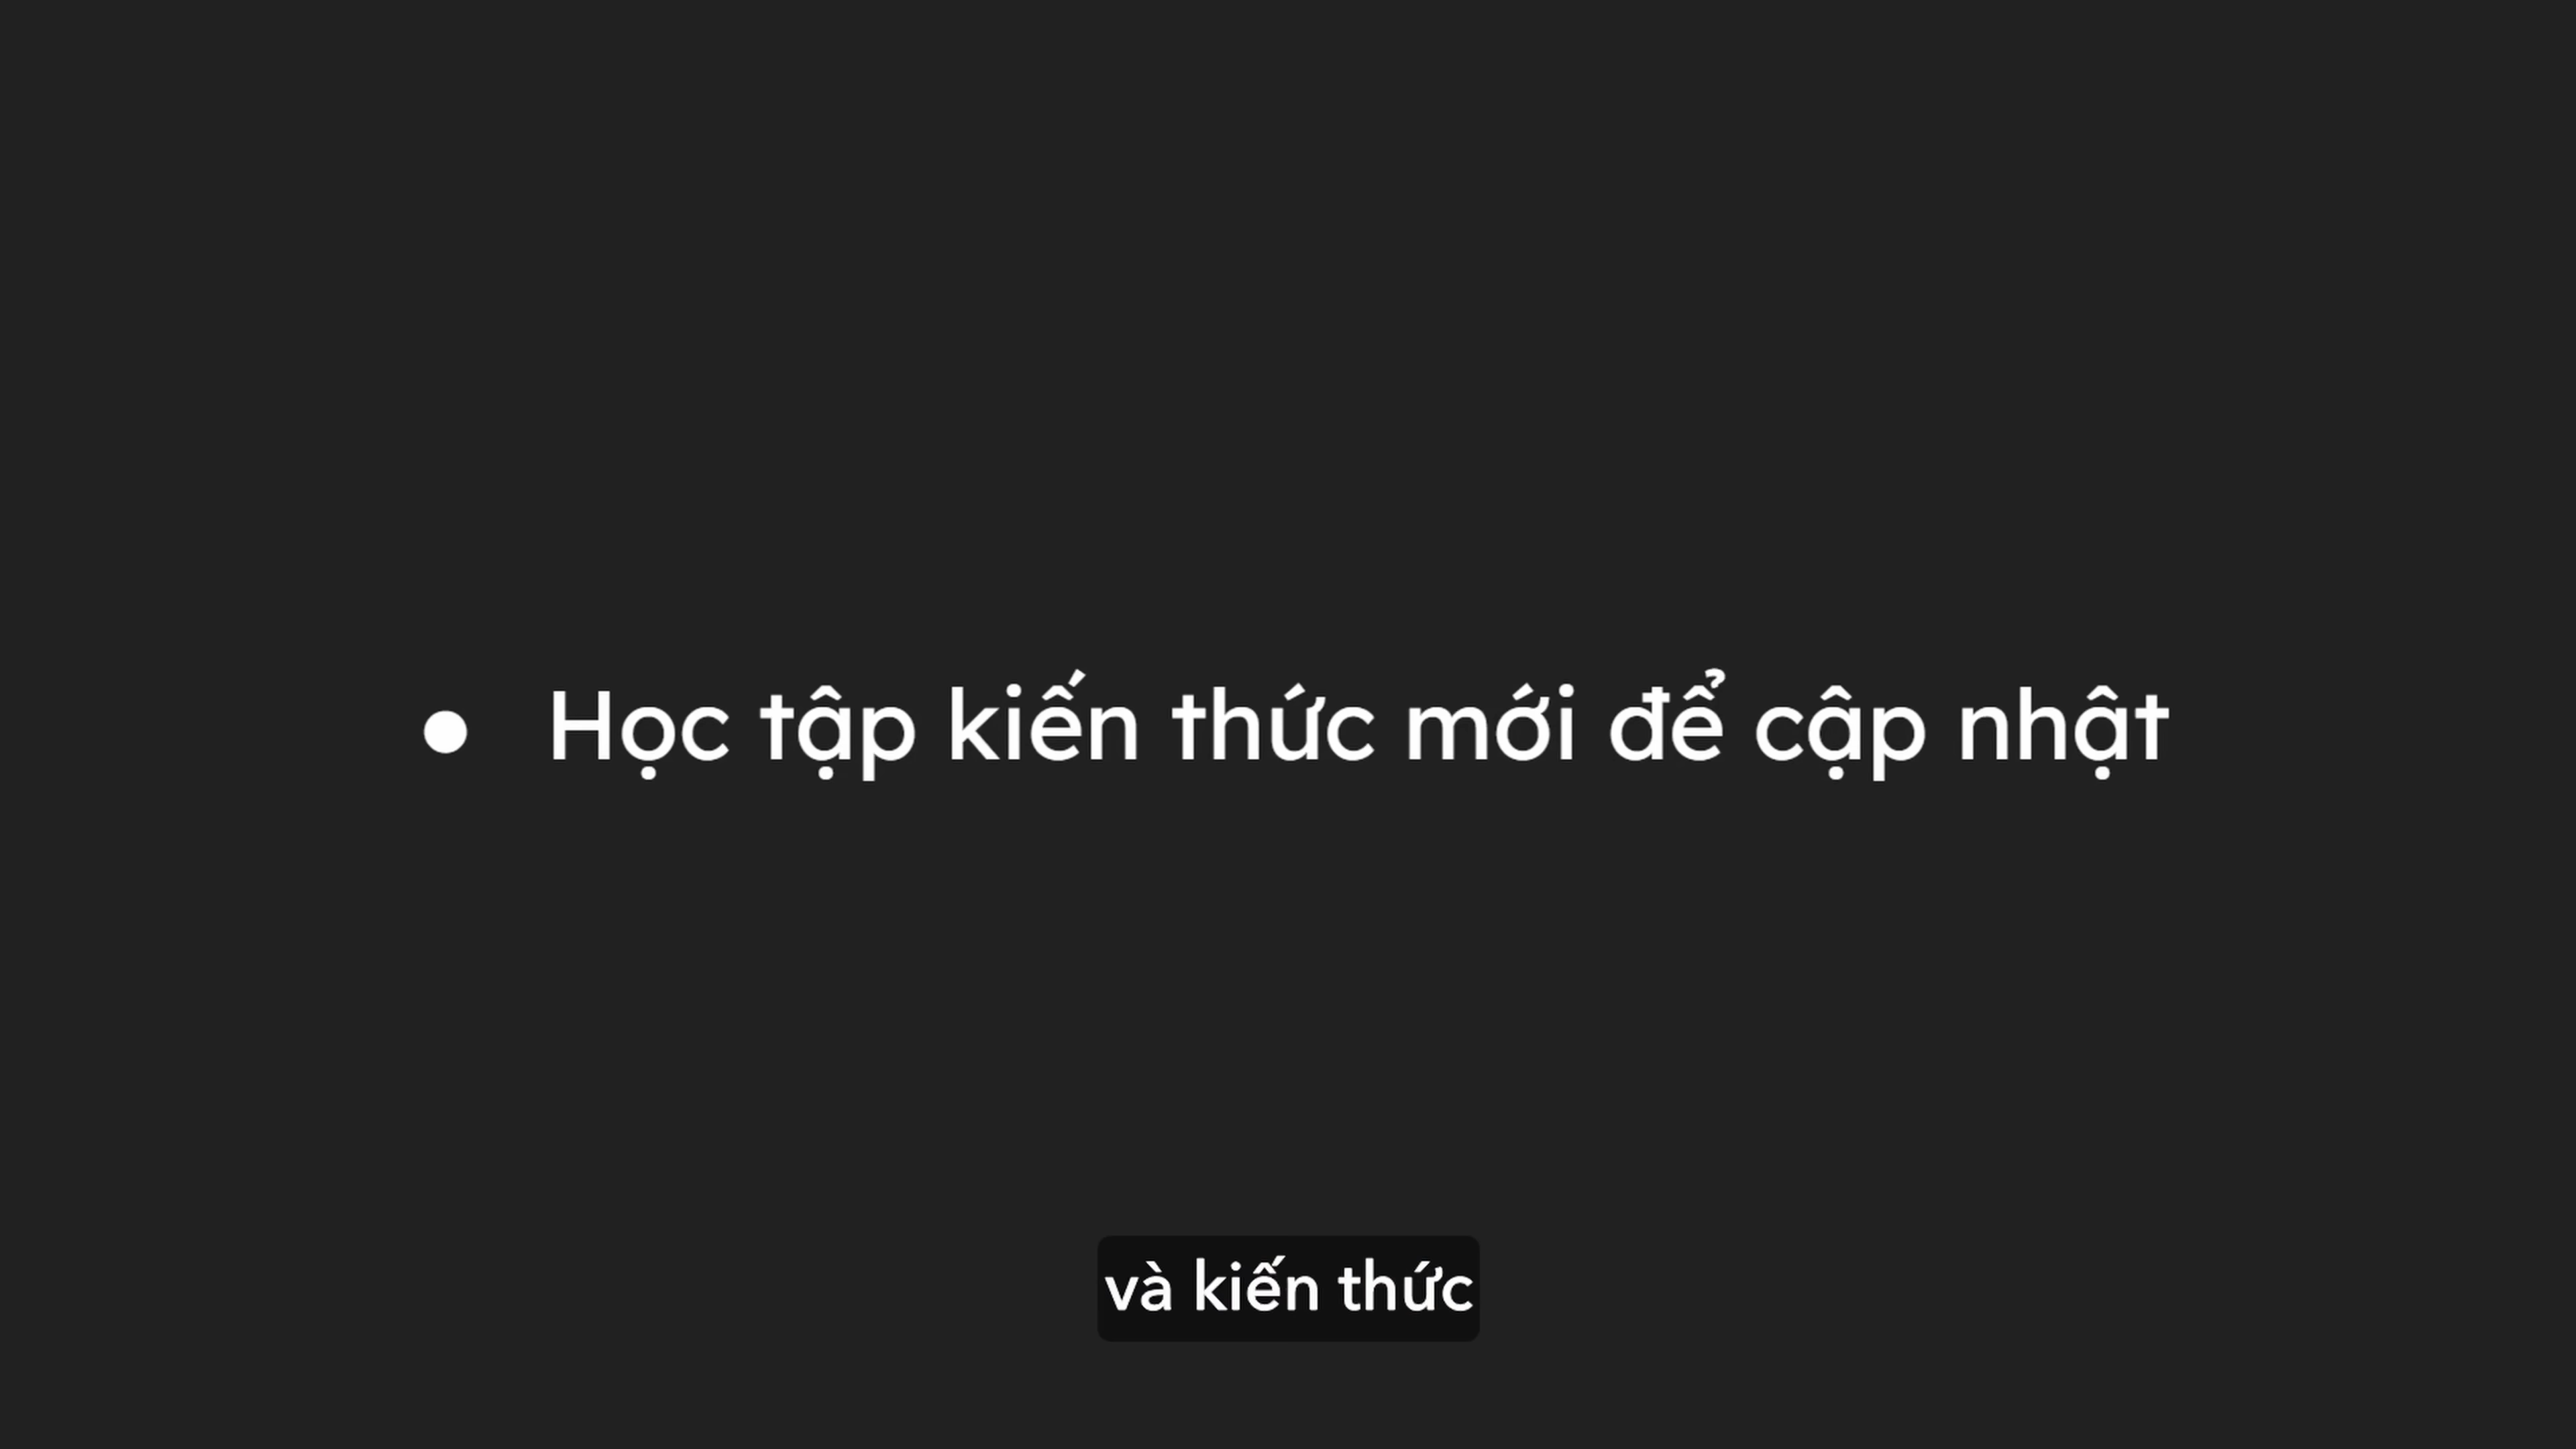 ● Học tập kiến thức mới để cập nhật
và kiến thức